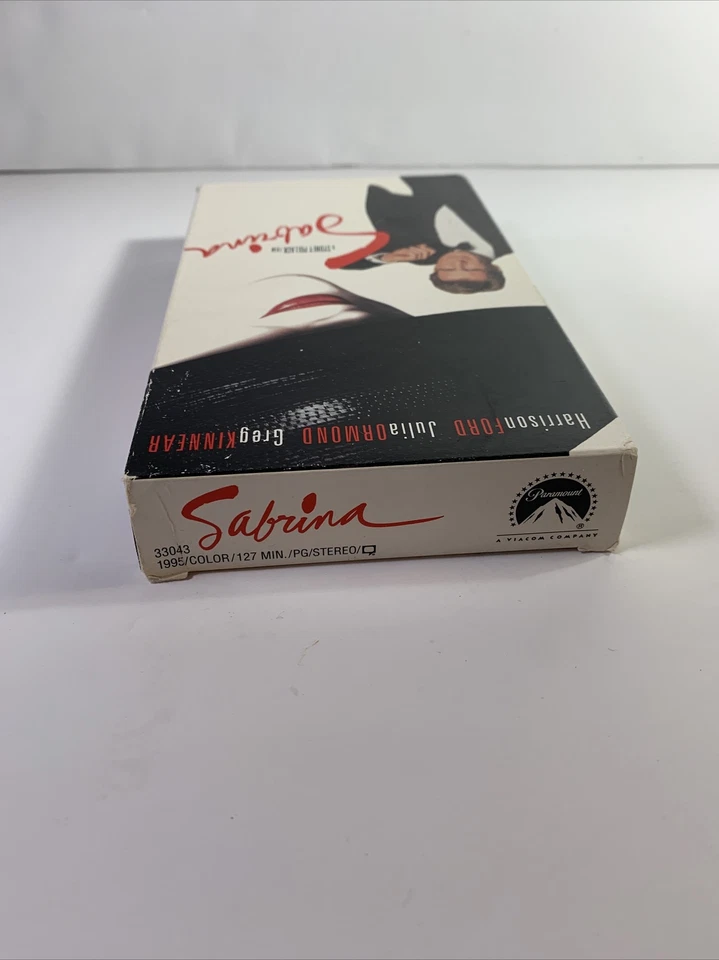 Sabrina
A SYDNEY POLLACK FILM
HarrisonFORD JuliaORMOND GregKINNEAR
Sabrina
33043
1995/COLOR/127 MIN./PG/STEREO/
Paramount
®
A VIACOM COMPANY